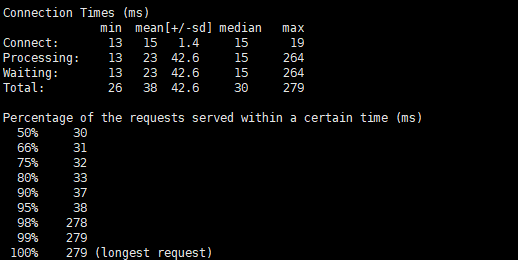 Connection Times (ms)
              min  mean[+/-sd] median   max
Connect:       13   15   1.4     15      19
Processing:    13   23  42.6     15     264
Waiting:       13   23  42.6     15     264
Total:         26   38  42.6     30     279
Percentage of the requests served within a certain time (ms)
  50%     30
  66%     31
  75%     32
  80%     33
  90%     37
  95%     38
  98%    278
  99%    279
 100%    279 (longest request)